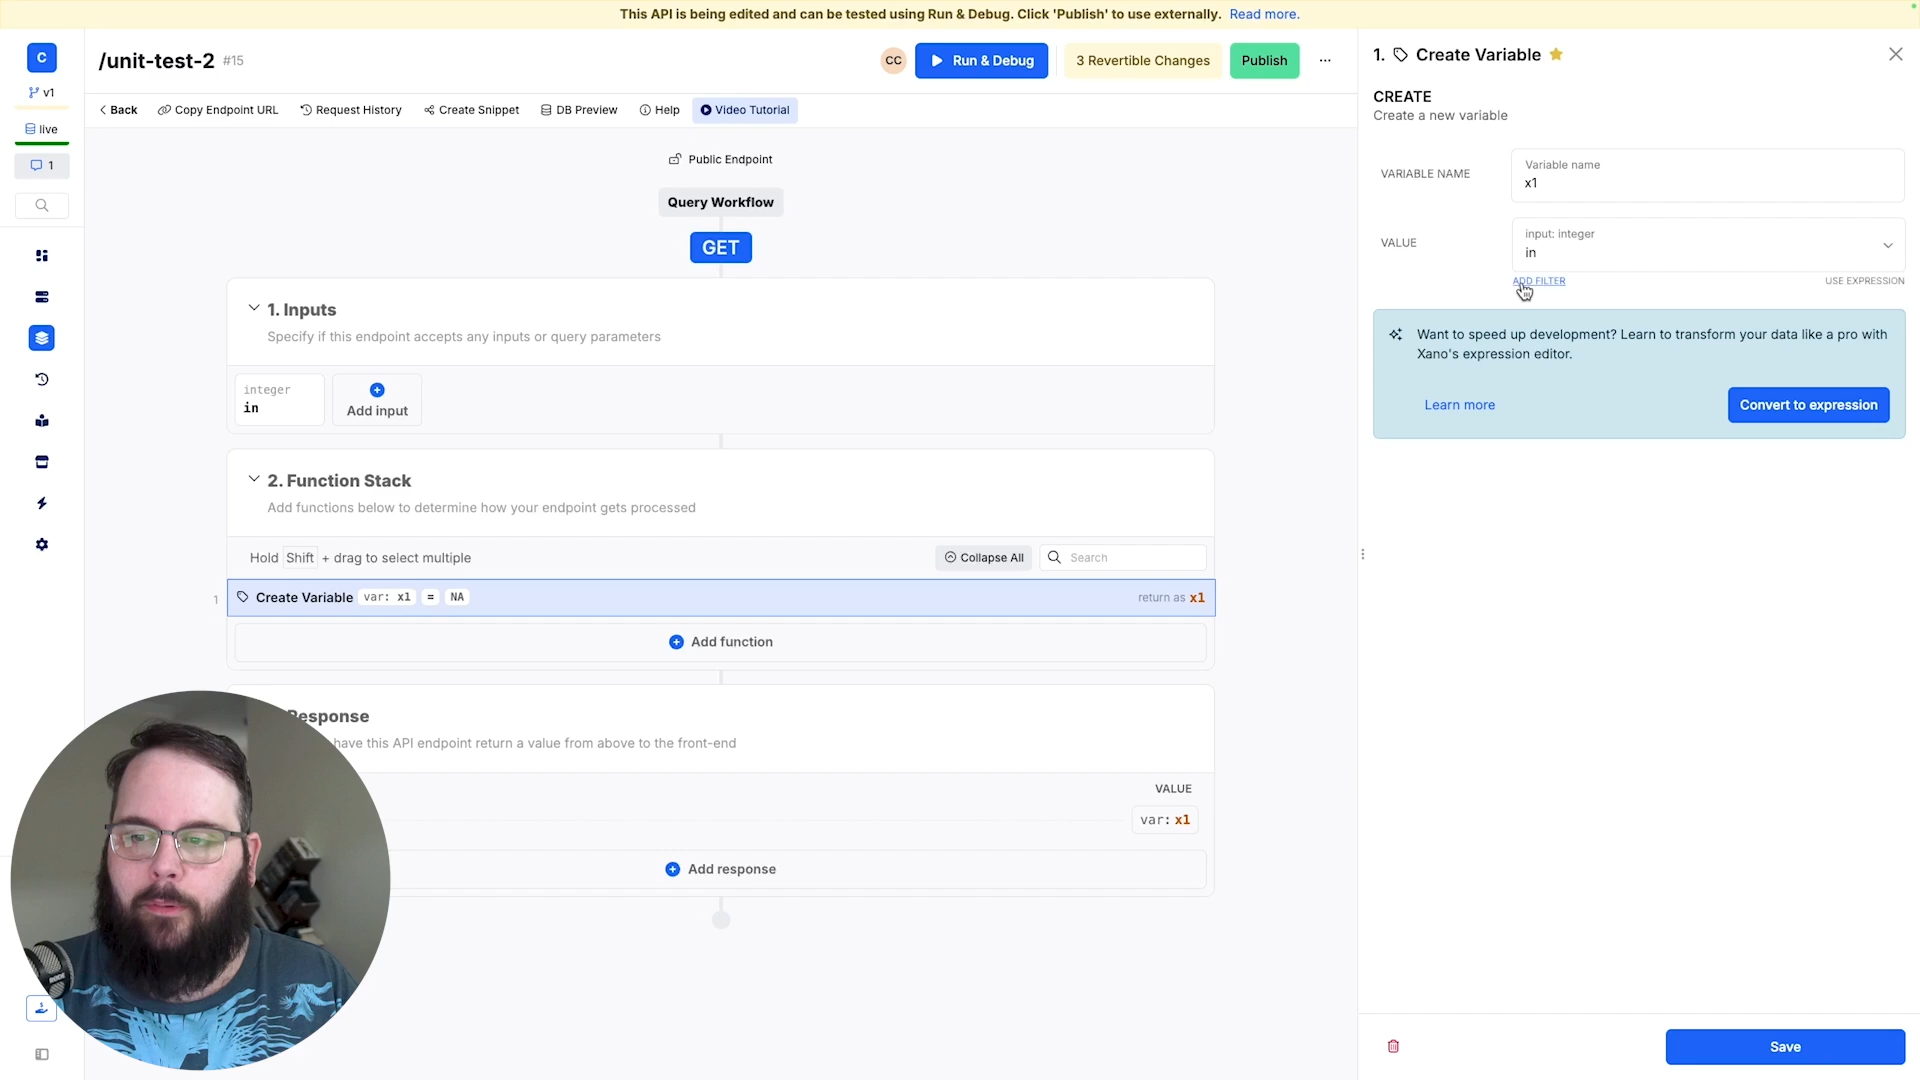 This API is being edited and can be tested using Run & Debug. Click 'Publish' to use externally. Read more.
C
v1
live
1
/unit-test-2 #15
CC
Run & Debug
3 Revertible Changes
Publish
Back
Copy Endpoint URL
Request History
Create Snippet
DB Preview
Help
Video Tutorial
Public Endpoint
Query Workflow
GET
1. Inputs
Specify if this endpoint accepts any inputs or query parameters
integer
in
Add input
2. Function Stack
Add functions below to determine how your endpoint gets processed
Hold Shift + drag to select multiple
Collapse All
Search
1
Create Variable var: x1 = NA
return as x1
Add function
Response
have this API endpoint return a value from above to the front-end
VALUE
var: x1
Add response
1. Create Variable
CREATE
Create a new variable
VARIABLE NAME
Variable name
x1
VALUE
input: integer
in
ADD FILTER
USE EXPRESSION
Want to speed up development? Learn to transform your data like a pro with
Xano's expression editor.
Learn more
Convert to expression
Save